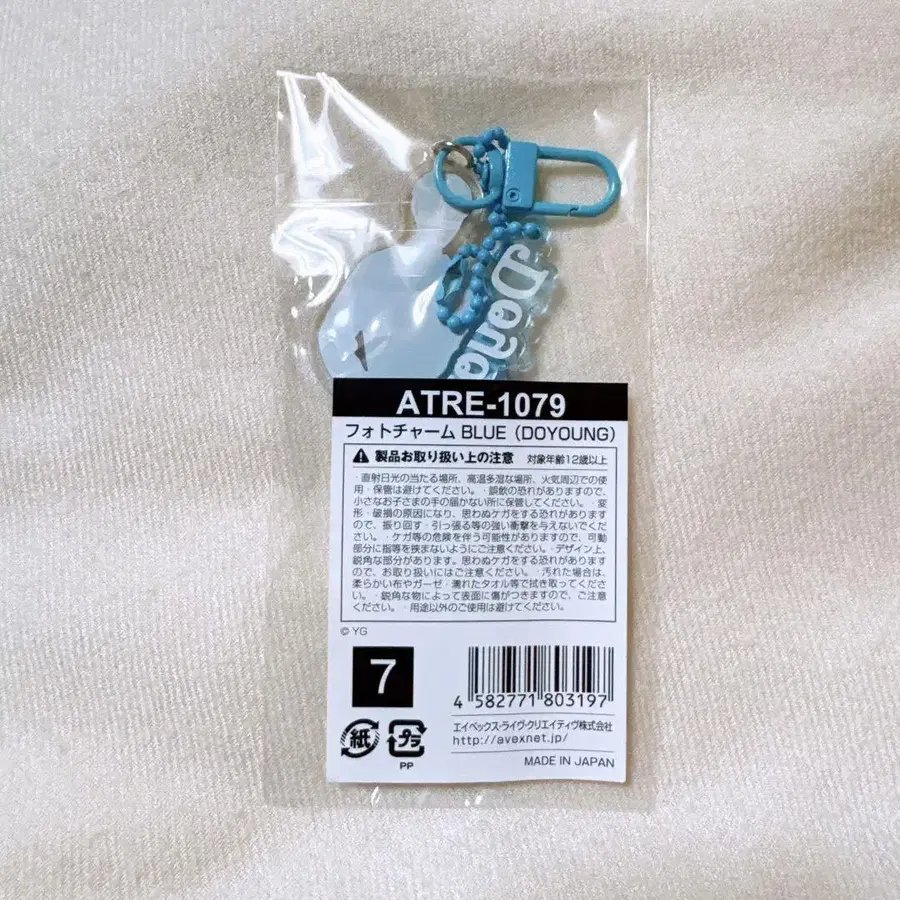 Dong
ATRE-1079
フォトチャーム BLUE (DOYOUNG)
製品お取り扱い上の注意 対象年齢12歳以上
・直射日光の当たる場所、高温多湿な場所、火気周辺での使
用・保管は避けてください。・誤飲の恐れがありますので、
小さなお子さまの手の届かない所に保管してください。・変
形・破損の原因になり、思わぬケガをする恐れがあります
ので、振り回す・引っ張る等の強い衝撃を与えないでくだ
さい。・ケガ等の危険を伴う可能性がありますので、可動
部分に指等を挟まないようにご注意ください。・デザイン上、
鋭角な部分があります。思わぬケガをする恐れがあります
ので、お取り扱いにはご注意ください。・汚れた場合は、
柔らかい布やガーゼ・濡れたタオル等で拭き取ってくださ
い。・鋭角な物によって表面に傷がつきますので、ご注意
ください。・用途以外のご使用は避けてください。
© YG
7
4 582771 803197
紙
プラ
PP
エイベックス・ライヴ・クリエイティヴ株式会社
http://avexnet.jp/
MADE IN JAPAN